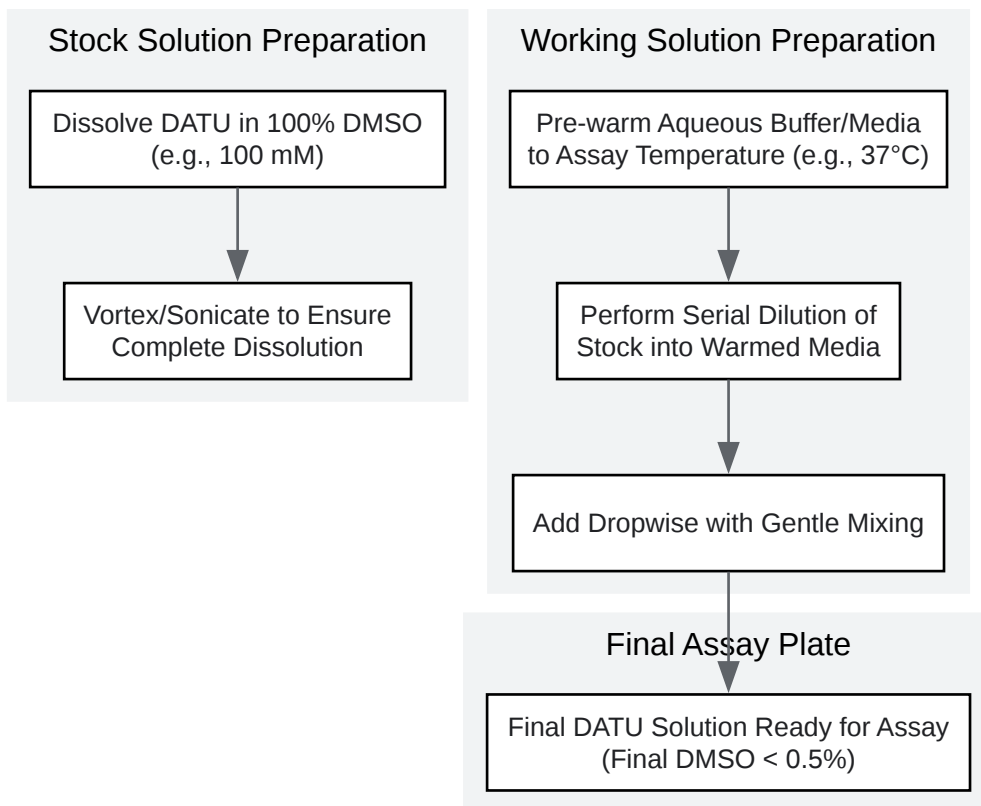 Stock Solution Preparation
Dissolve DATU in 100% DMSO
(e.g., 100 mM)
Vortex/Sonicate to Ensure
Complete Dissolution
Working Solution Preparation
Pre-warm Aqueous Buffer/Media
to Assay Temperature (e.g., 37°C)
Perform Serial Dilution of
Stock into Warmed Media
Add Dropwise with Gentle Mixing
Final Assay Plate
Final DATU Solution Ready for Assay
(Final DMSO < 0.5%)